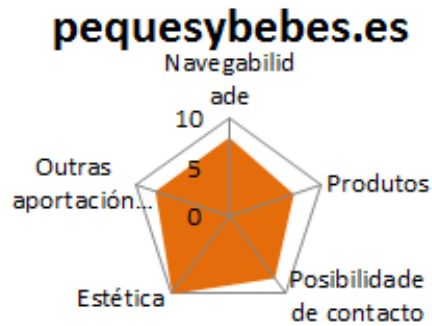 pequesybebes.es
Navegabilid
ade
10
5
0
Produtos
Posibilidade
de contacto
Estética
Outras
aportación...